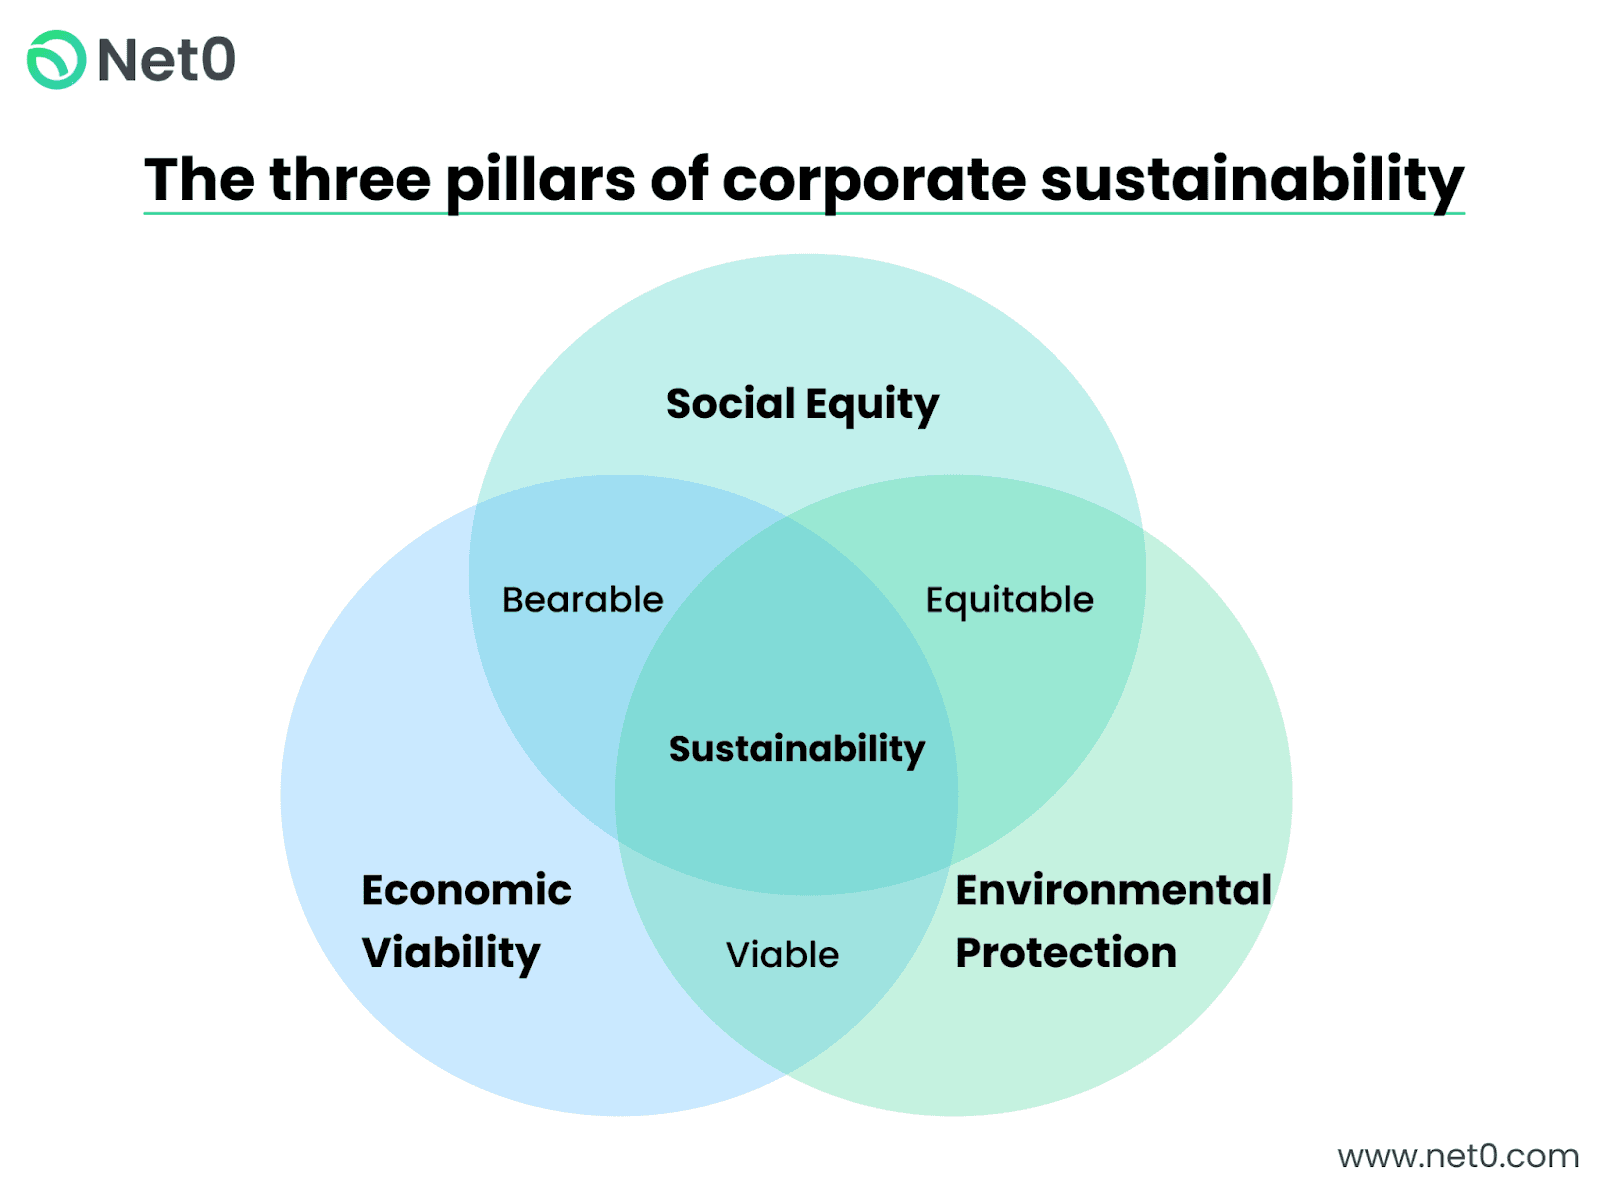 Net0
The three pillars of corporate sustainability
Social Equity
Bearable
Equitable
Sustainability
Economic
Viability
Environmental
Protection
Viable
www.net0.com